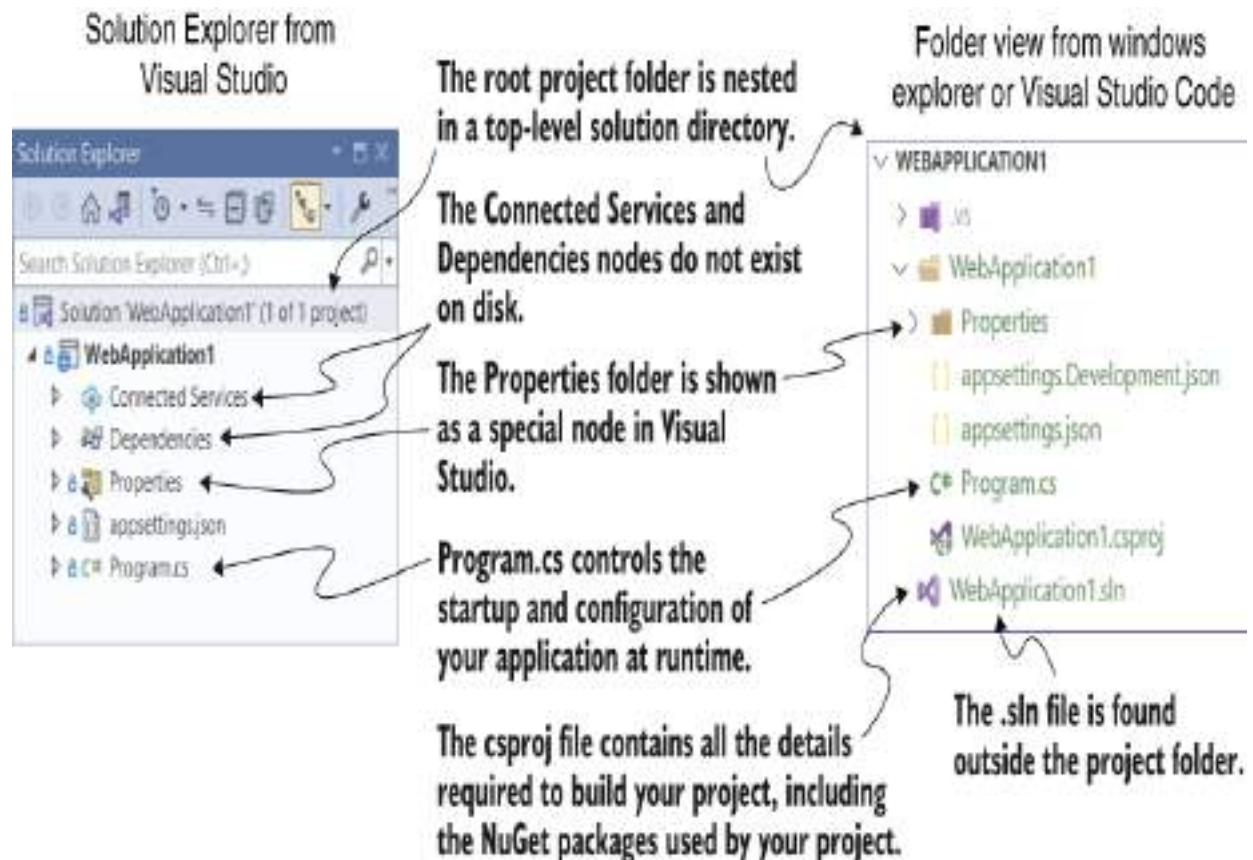 Solution Explorer from
Visual Studio
Solution Explorer
Search Solution Explorer (Ctrl+;)
Solution 'WebApplication1' (1 of 1 project)
WebApplication1
Connected Services
Dependencies
Properties
appsettings.json
C# Program.cs
The root project folder is nested
in a top-level solution directory.
The Connected Services and
Dependencies nodes do not exist
on disk.
The Properties folder is shown
as a special node in Visual
Studio.
Program.cs controls the
startup and configuration of
your application at runtime.
The csproj file contains all the details
required to build your project, including
the NuGet packages used by your project.
Folder view from windows
explorer or Visual Studio Code
WEBAPPLICATION1
.vs
WebApplication1
Properties
{} appsettings.Development.json
{} appsettings.json
C# Program.cs
WebApplication1.csproj
WebApplication1.sln
The .sln file is found
outside the project folder.